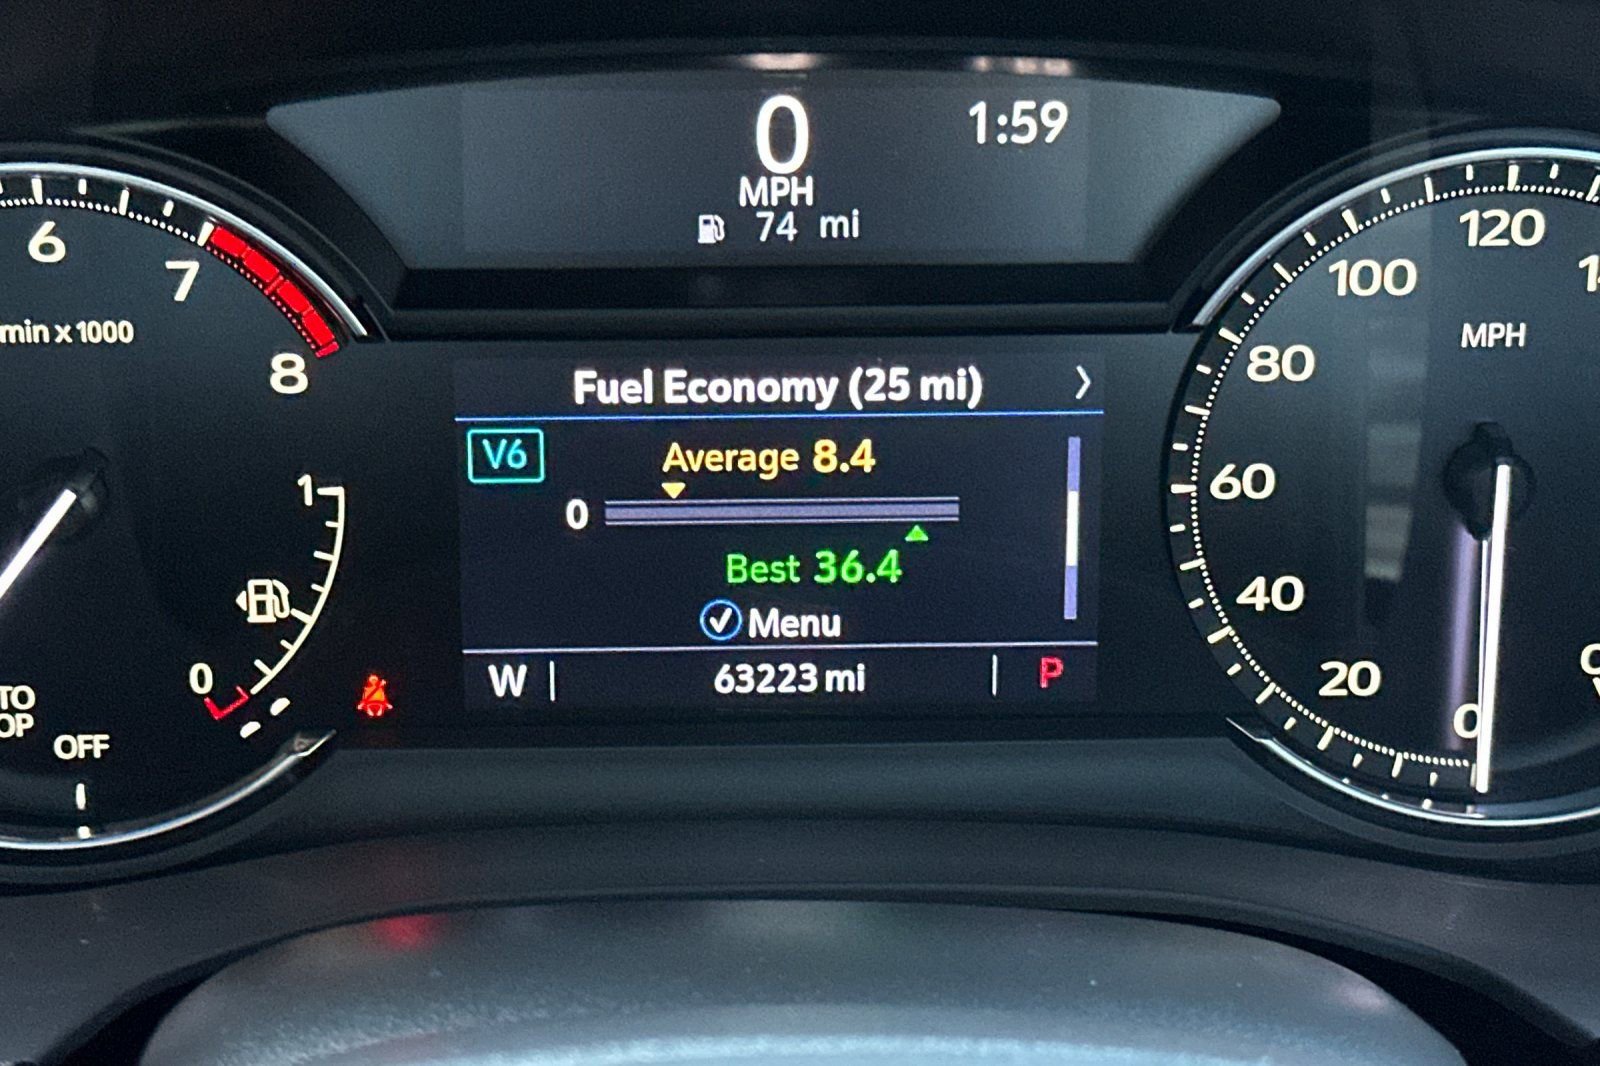 0
1:59
MPH
74 mi
6
7
8
min x 1000
1
0
OFF
Fuel Economy (25 mi)
V6
Average 8.4
0
Best 36.4
Menu
W
63223 mi
P
120
100
80
60
40
20
0
MPH